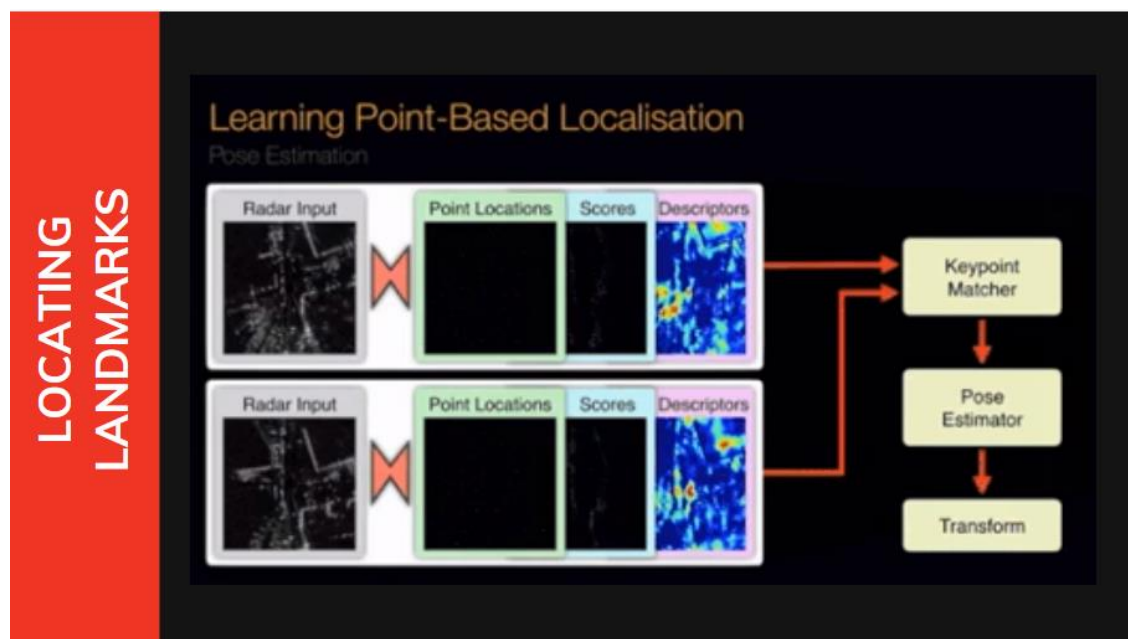 LOCATING
LANDMARKS
Learning Point-Based Localisation
Pose Estimation
Radar Input
Point Locations
Scores
Descriptors
Radar Input
Point Locations
Scores
Descriptors
Keypoint
Matcher
Pose
Estimator
Transform